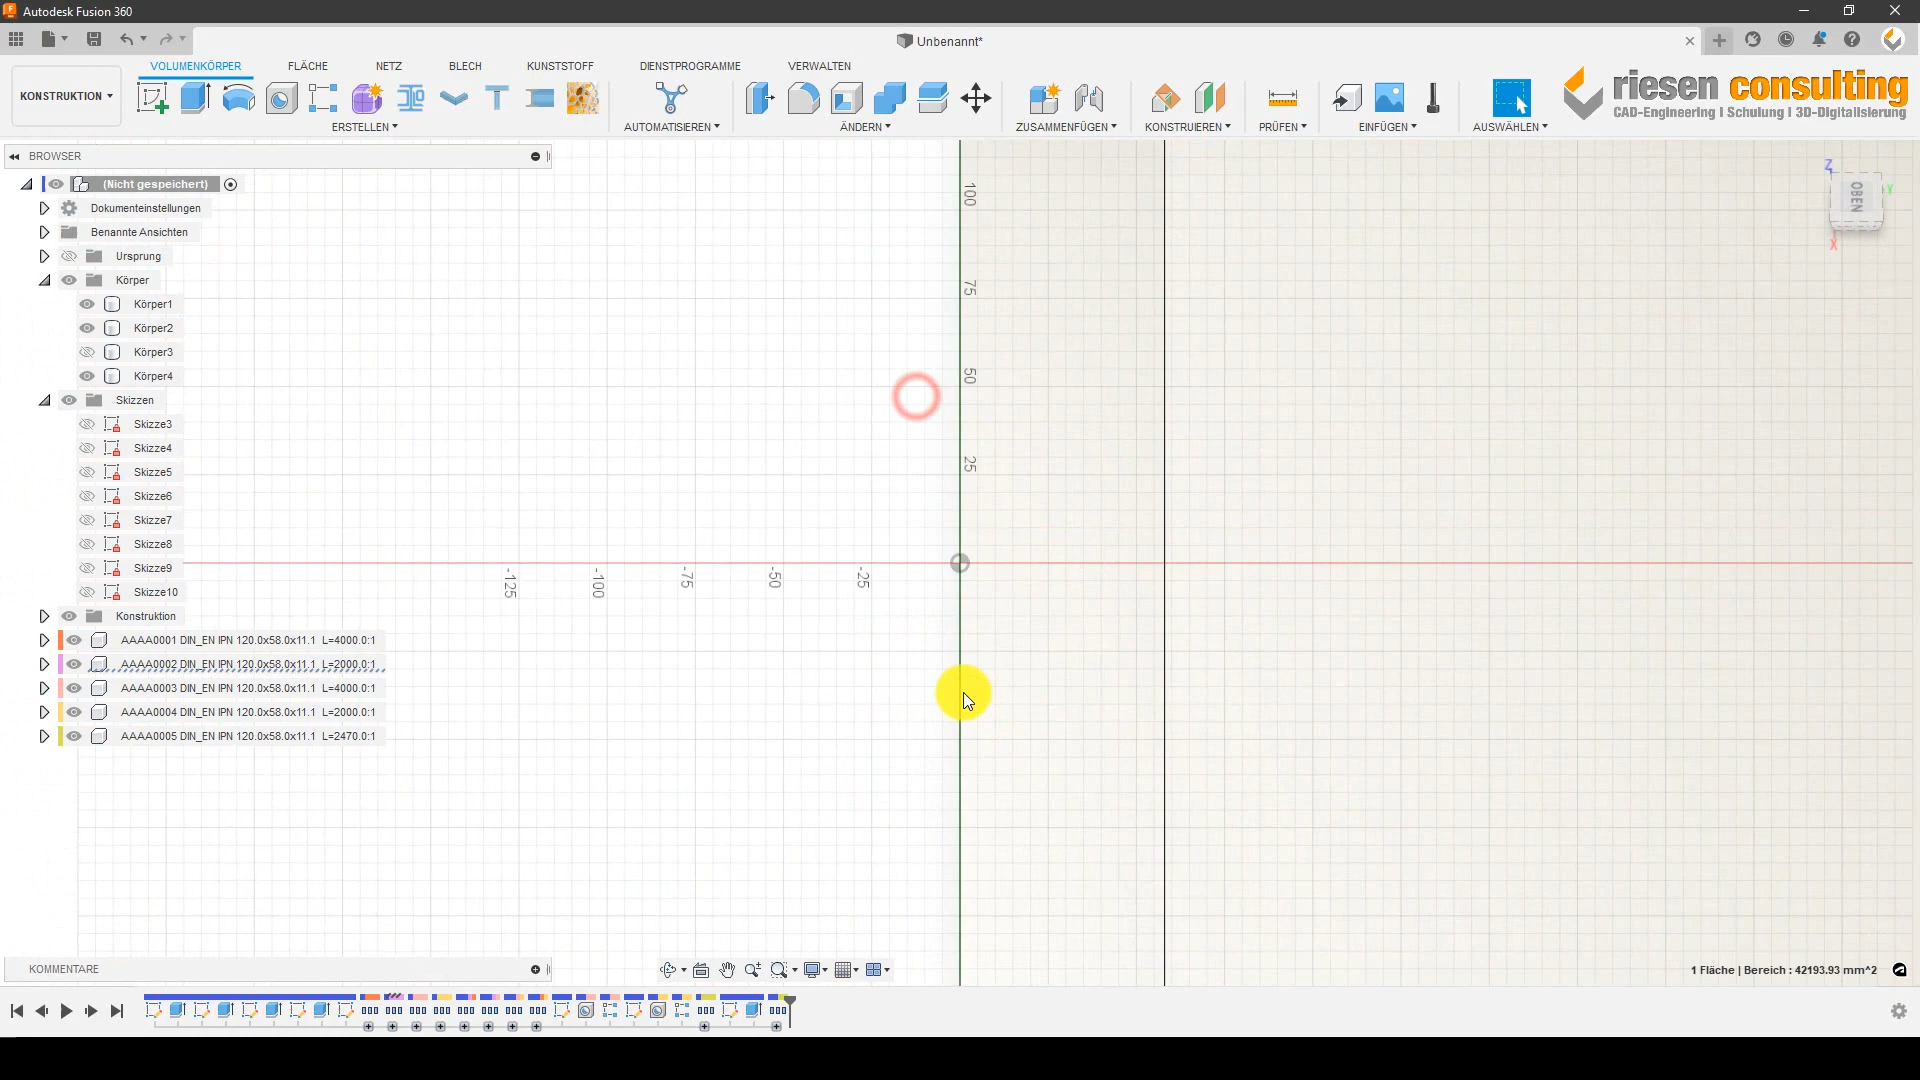 Autodesk Fusion 360
Unbenannt*
VOLUMENKÖRPER FLÄCHE NETZ BLECH KUNSTSTOFF DIENSTPROGRAMME VERWALTEN
KONSTRUKTION
ERSTELLEN AUTOMATISIEREN ÄNDERN ZUSAMMENFÜGEN KONSTRUIEREN PRÜFEN EINFÜGEN AUSWÄHLEN
riesen consulting
CAD-Engineering I Schulung I 3D-Digitalisierung
BROWSER
(Nicht gespeichert)
Dokumenteinstellungen
Benannte Ansichten
Ursprung
Körper
Körper1
Körper2
Körper3
Körper4
Skizzen
Skizze3
Skizze4
Skizze5
Skizze6
Skizze7
Skizze8
Skizze9
Skizze10
Konstruktion
AAAA0001 DIN_EN IPN 120.0x58.0x11.1 L=4000.0:1
AAAA0002 DIN_EN IPN 120.0x58.0x11.1 L=2000.0:1
AAAA0003 DIN_EN IPN 120.0x58.0x11.1 L=4000.0:1
AAAA0004 DIN_EN IPN 120.0x58.0x11.1 L=2000.0:1
AAAA0005 DIN_EN IPN 120.0x58.0x11.1 L=2470.0:1
100
75
50
25
-125 -100 -75 -50 -25
Z
Y
OBEN
X
KOMMENTARE
1 Fläche | Bereich : 42193.93 mm^2